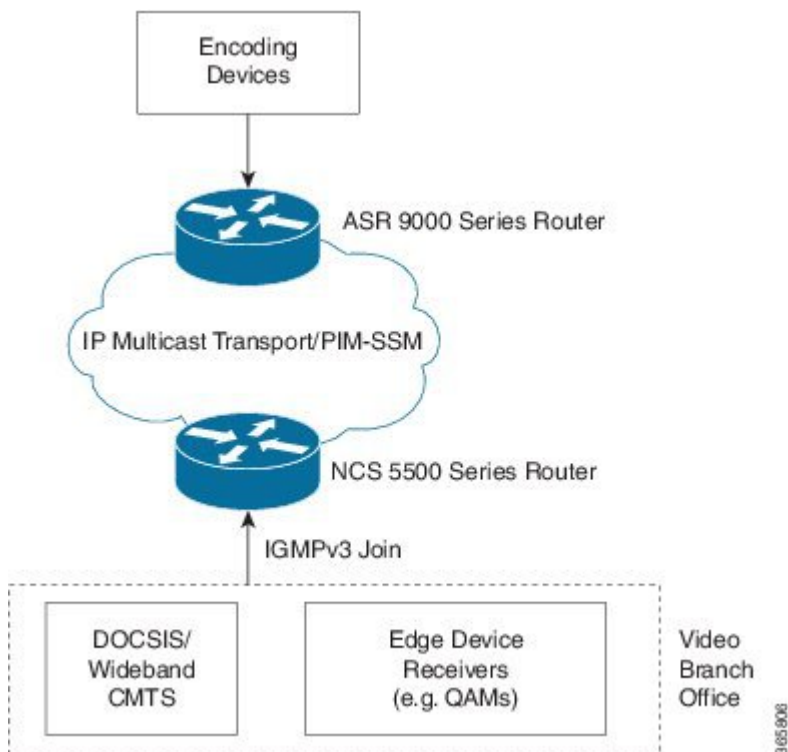 Encoding
Devices
ASR 9000 Series Router
IP Multicast Transport/PIM-SSM
NCS 5500 Series Router
IGMPv3 Join
DOCSIS/
Wideband
CMTS
Edge Device
Receivers
(e.g. QAMs)
Video
Branch
Office
365806